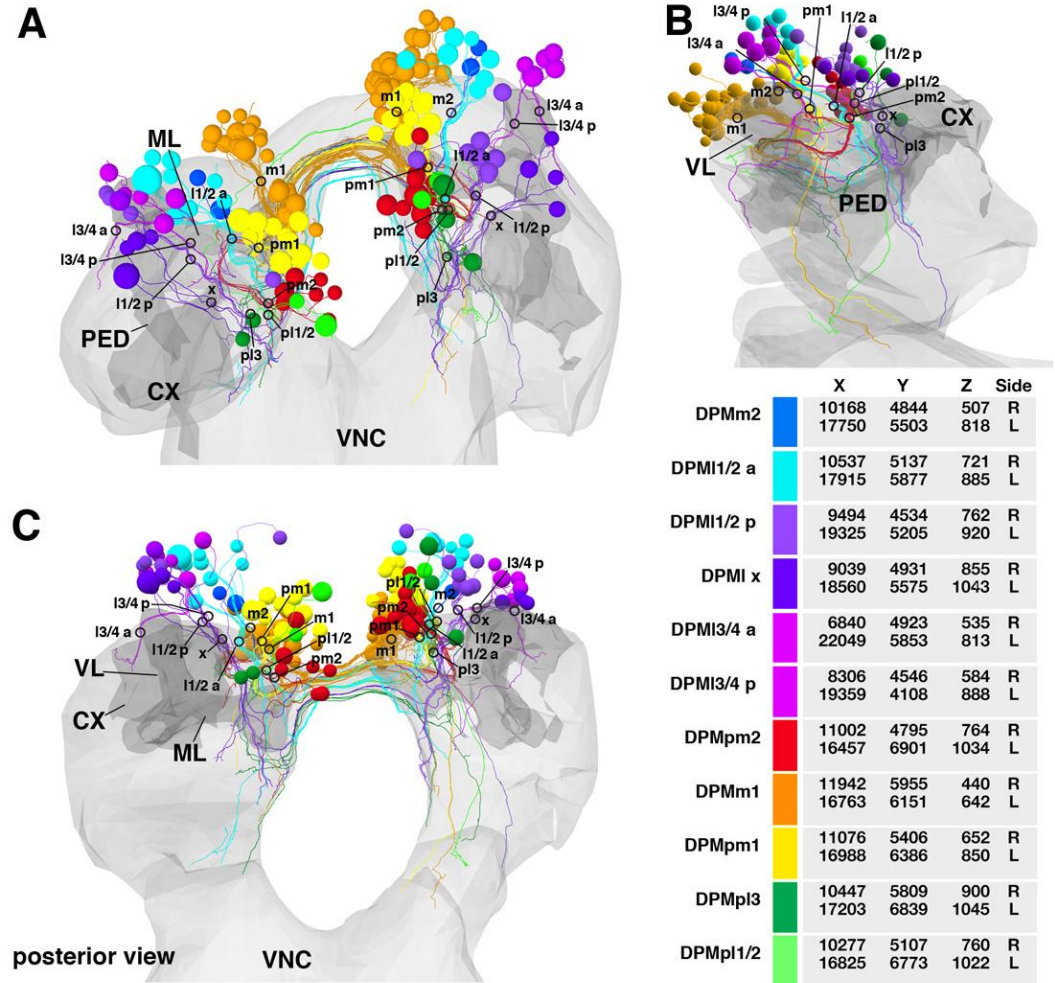 A
m1
m2
l3/4 a
l3/4 p
ML
l1/2 a
m1
l1/2 a
pm1
l3/4 a
pm1
pm2
l1/2 p
l3/4 p
x
pl1/2
l1/2 p
x
pm2
pl3
PED
pl3
pl1/2
CX
VNC
B
l3/4 p
pm1
l1/2 a
l3/4 a
l1/2 p
m2
pl1/2
pm2
CX
m1
x
VL
pl3
PED
C
l3/4 p
pm1
pl1/2
m2
l3/4 p
m2
m1
pm2
x
l3/4 a
l3/4 a
l1/2 p
pl1/2
pm1
l1/2 p
x
m1
l1/2 a
VL
l1/2 a
pm2
pl3
CX
ML
posterior view
VNC
X Y Z Side
DPMm2 10168 4844 507 R
17750 5503 818 L
DPMl1/2 a 10537 5137 721 R
17915 5877 885 L
DPMl1/2 p 9494 4534 762 R
19325 5205 920 L
DPMl x 9039 4931 855 R
18560 5575 1043 L
DPMl3/4 a 6840 4923 535 R
22049 5853 813 L
DPMl3/4 p 8306 4546 584 R
19359 4108 888 L
DPMpm2 11002 4795 764 R
16457 6901 1034 L
DPMm1 11942 5955 440 R
16763 6151 642 L
DPMpm1 11076 5406 652 R
16988 6386 850 L
DPMpl3 10447 5809 900 R
17203 6839 1045 L
DPMpl1/2 10277 5107 760 R
16825 6773 1022 L